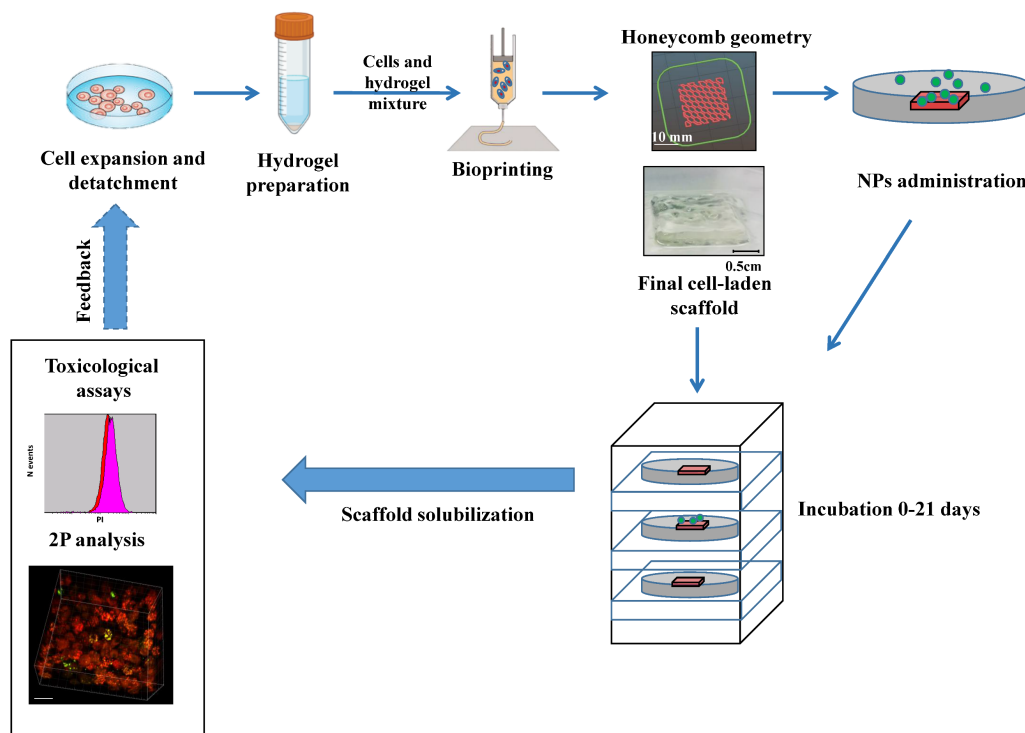 Cell expansion and
detatchment
Hydrogel
preparation
Cells and
hydrogel
mixture
Bioprinting
Honeycomb geometry
10 mm
0.5cm
Final cell-laden
scaffold
NPs administration
Incubation 0-21 days
Scaffold solubilization
Toxicological
assays
N events
PI
2P analysis
Feedback